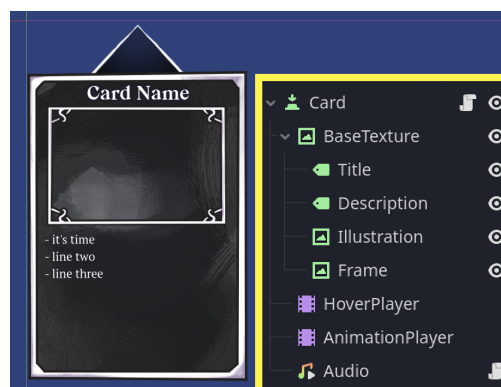 Card Name
- it's time
- line two
- line three
Card
BaseTexture
Title
Description
Illustration
Frame
HoverPlayer
AnimationPlayer
Audio